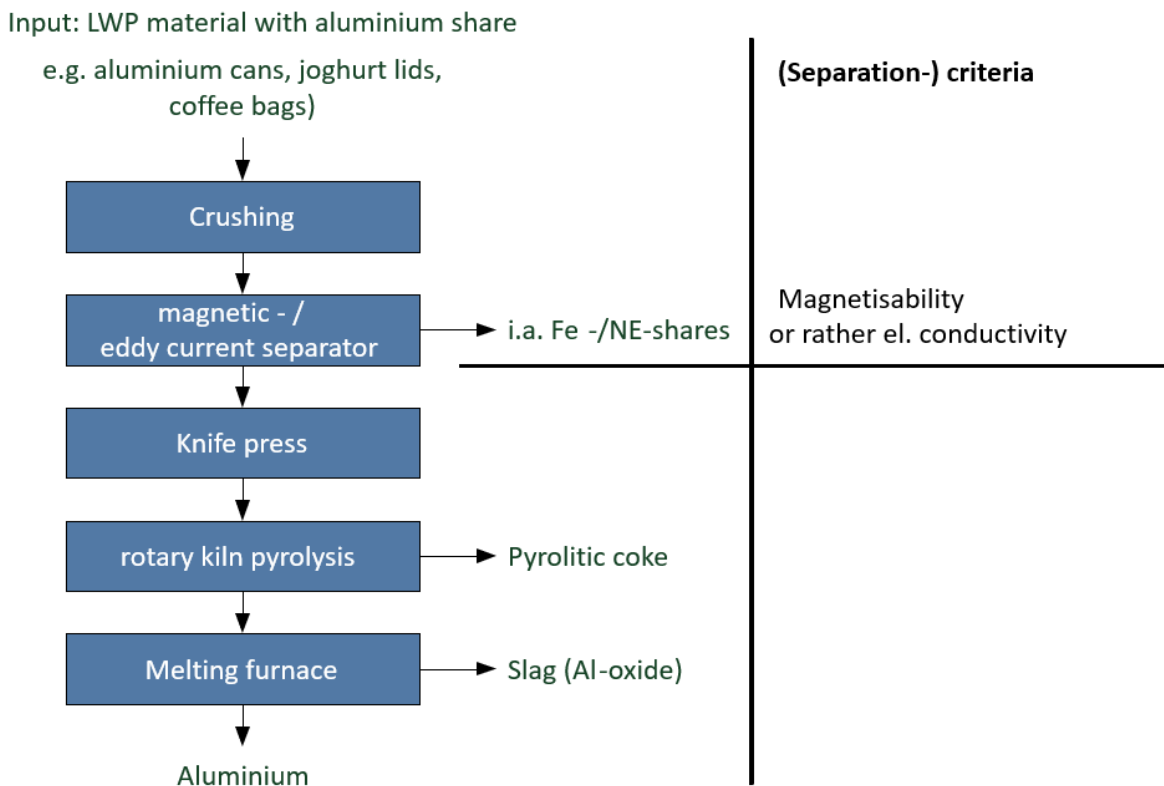 Input: LWP material with aluminium share
e.g. aluminium cans, joghurt lids,
coffee bags)
(Separation-) criteria
Crushing
magnetic - /
eddy current separator
i.a. Fe -/NE-shares
Magnetisability
or rather el. conductivity
Knife press
rotary kiln pyrolysis
Pyrolitic coke
Melting furnace
Slag (Al-oxide)
Aluminium